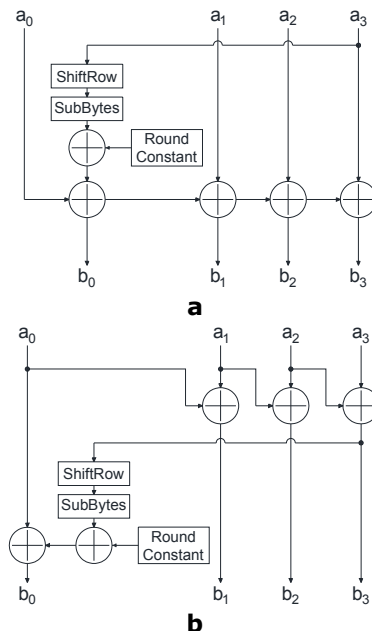 a₀ a₁ a₂ a₃
ShiftRow
SubBytes
Round
Constant
b₀ b₁ b₂ b₃
a
a₀ a₁ a₂ a₃
ShiftRow
SubBytes
Round
Constant
b₀ b₁ b₂ b₃
b